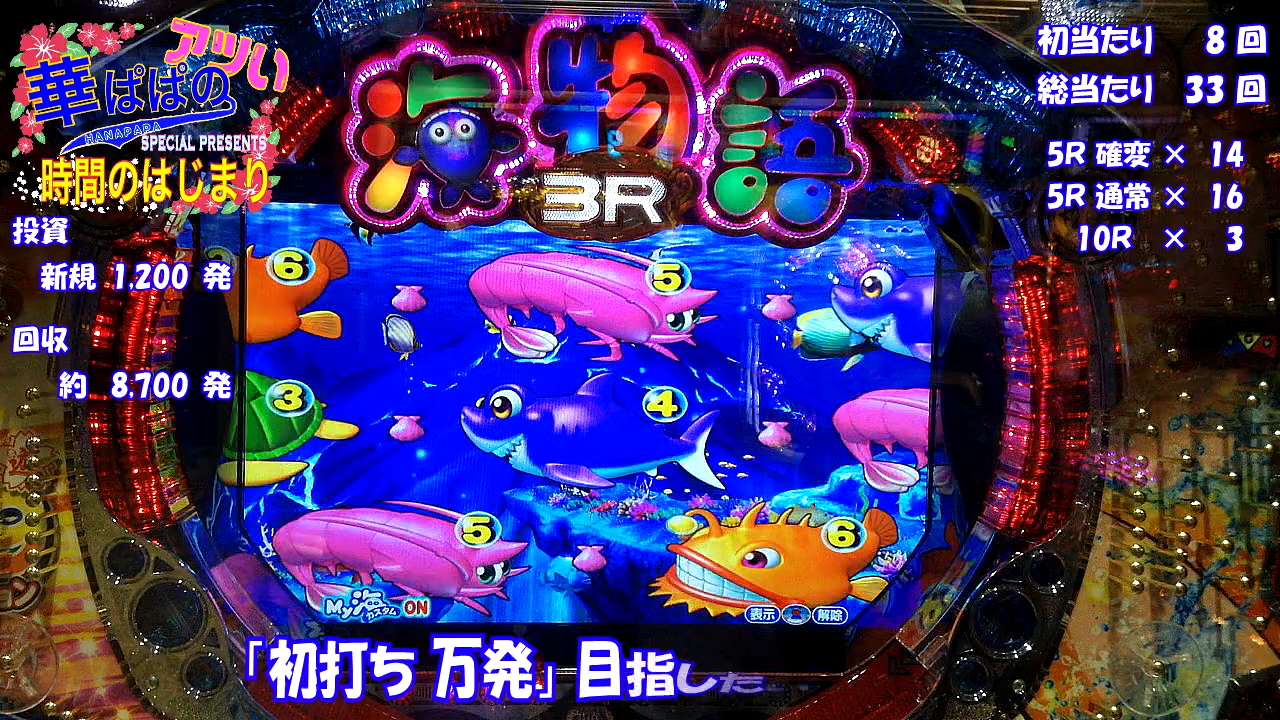 華ぱぱの
アツい
HANAPAPA
SPECIAL PRESENTS
時間のはじまり
投資
新規 1,200 発
回収
約 8,700 発
海物語
3R
初当たり 8 回
総当たり 33 回
5R 確変 × 14
5R 通常 × 16
10R × 3
6
5
3
4
5
6
My海カスタム ON
表示 解除
「初打ち 万発」目指した